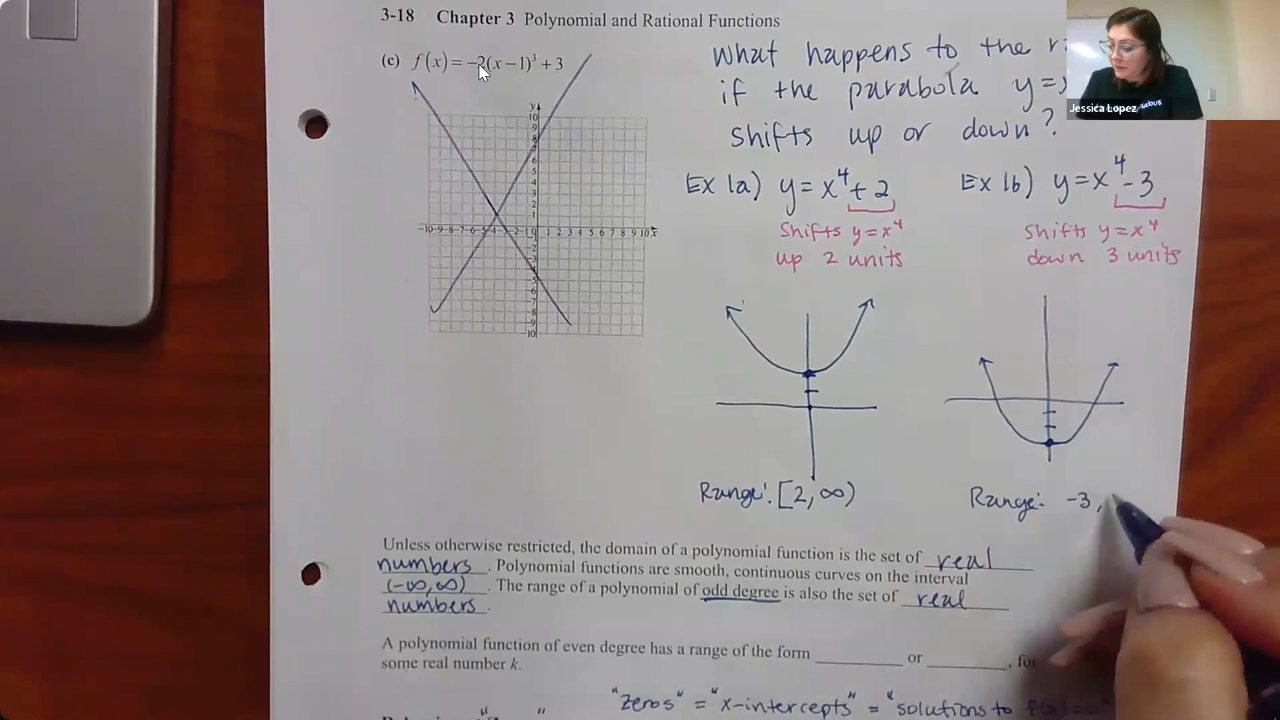 3-18 Chapter 3 Polynomial and Rational Functions
(c) f(x) = -2(x-1)³ + 3
What happens to the
if the parabola y=
shifts up or down?
Jessica Lopez
Ex 1a) y = x⁴ + 2
Shifts y = x⁴
up 2 units
Range: [2, ∞)
Ex 1b) y = x⁴ - 3
Shifts y = x⁴
down 3 units
Range: -3,
Unless otherwise restricted, the domain of a polynomial function is the set of real
numbers. Polynomial functions are smooth, continuous curves on the interval
(-∞, ∞). The range of a polynomial of odd degree is also the set of real
numbers.
A polynomial function of even degree has a range of the form ________ or ________, for
some real number k.
"Zeros" = "x-intercepts" = "solutions to